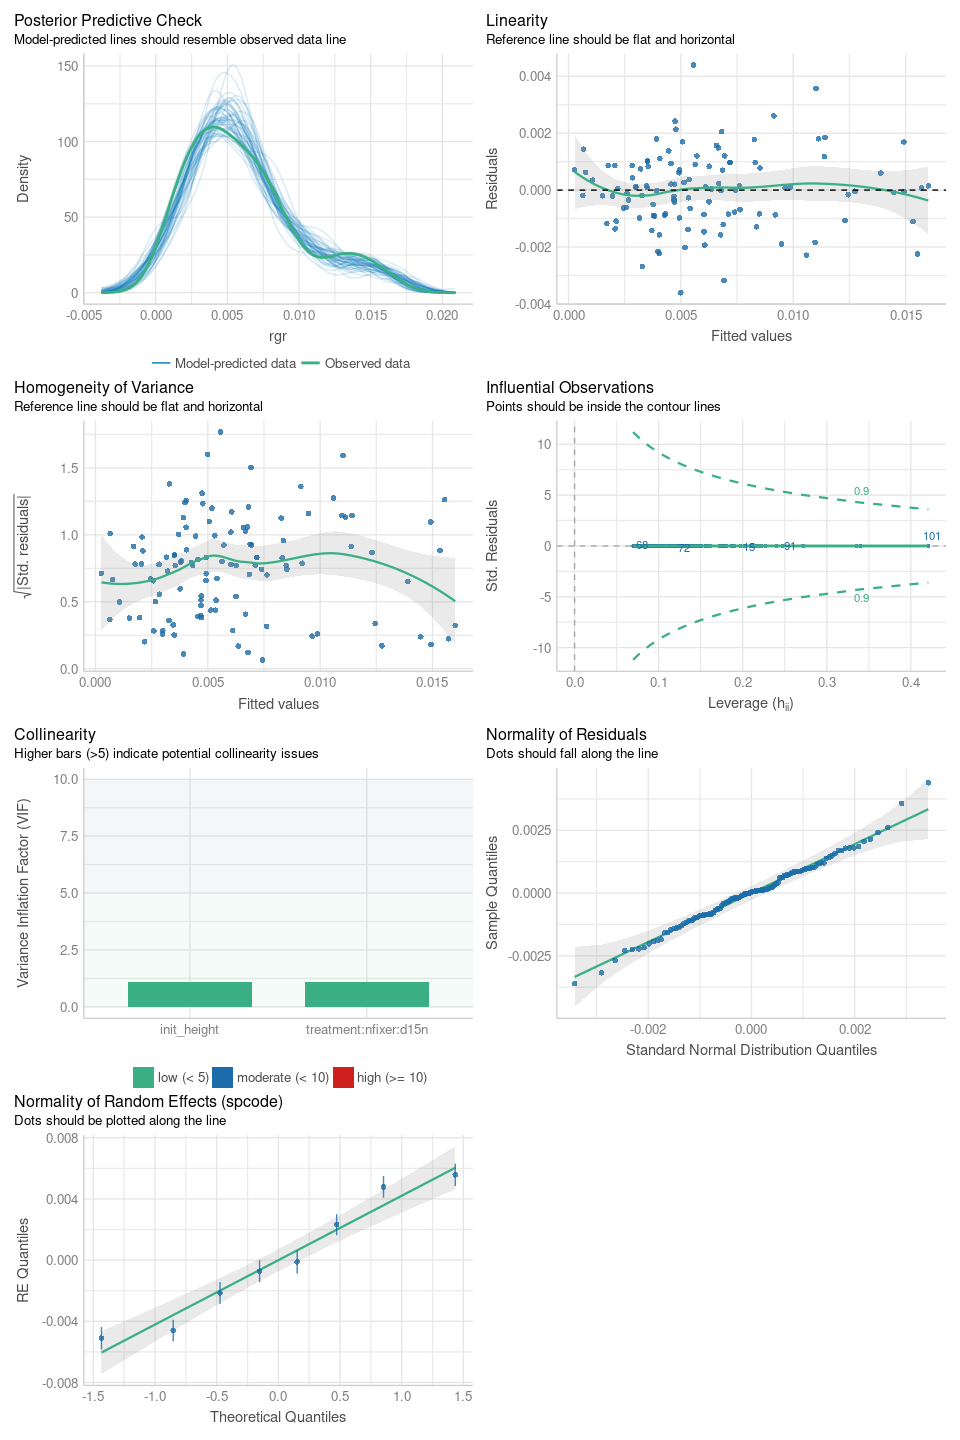 Posterior Predictive Check
Model-predicted lines should resemble observed data line
150
100
50
0
Density
-0.005 0.000 0.005 0.010 0.015 0.020
rgr
Model-predicted data Observed data
Linearity
Reference line should be flat and horizontal
0.004
0.002
0.000
-0.002
-0.004
Residuals
0.000 0.005 0.010 0.015
Fitted values
Homogeneity of Variance
Reference line should be flat and horizontal
1.5
1.0
0.5
0.0
√|Std. residuals|
0.000 0.005 0.010 0.015
Fitted values
Influential Observations
Points should be inside the contour lines
10
5
0
-5
-10
Std. Residuals
0.9
101
68 72 15 91
0.9
0.0 0.1 0.2 0.3 0.4
Leverage (hii)
Collinearity
Higher bars (>5) indicate potential collinearity issues
10.0
7.5
5.0
2.5
0.0
Variance Inflation Factor (VIF)
init_height treatment:nfixer:d15n
low (< 5) moderate (< 10) high (>= 10)
Normality of Residuals
Dots should fall along the line
0.0025
0.0000
-0.0025
Sample Quantiles
-0.002 0.000 0.002
Standard Normal Distribution Quantiles
Normality of Random Effects (spcode)
Dots should be plotted along the line
0.008
0.004
0.000
-0.004
-0.008
RE Quantiles
-1.5 -1.0 -0.5 0.0 0.5 1.0 1.5
Theoretical Quantiles